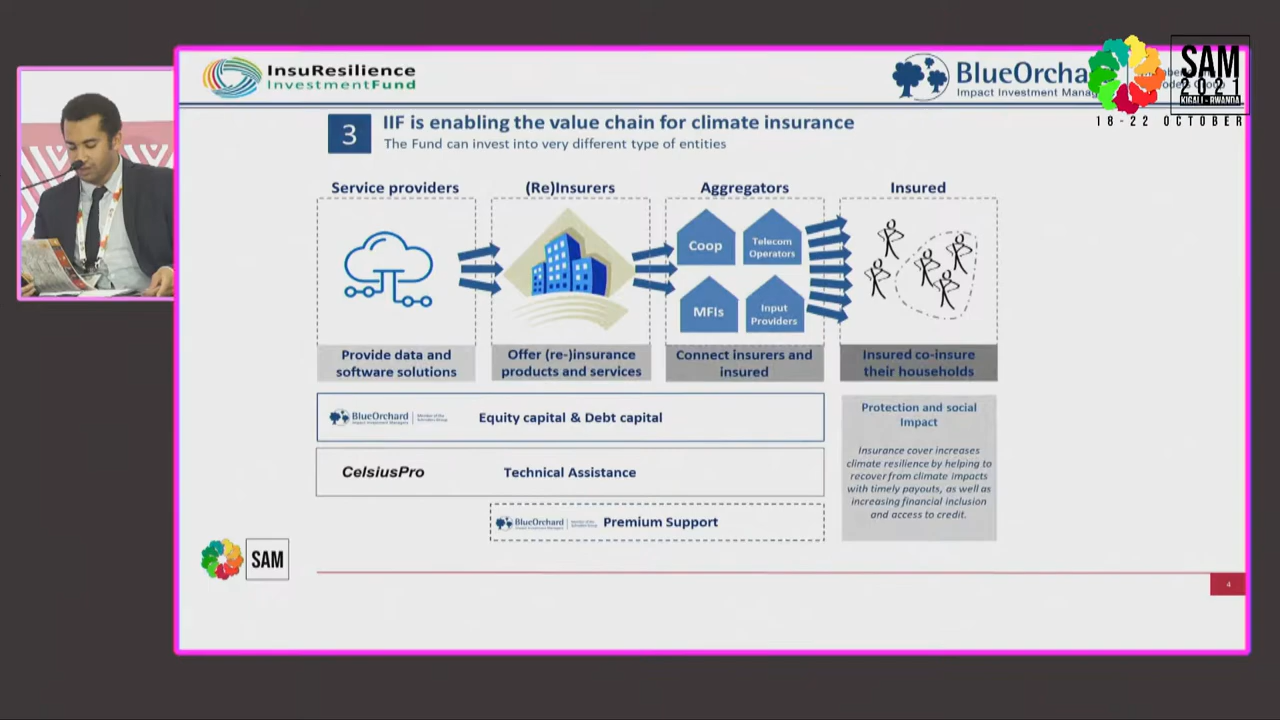 InsuResilience
InvestmentFund
BlueOrchard
Impact Investment Manag
SAM
2021
KIGALI - RWANDA
18-22 OCTOBER
3
IIF is enabling the value chain for climate insurance
The Fund can invest into very different type of entities
Service providers
(Re)Insurers
Aggregators
Insured
Coop
Telecom
Operators
MFIs
Input
Providers
Provide data and
software solutions
Offer (re-)insurance
products and services
Connect insurers and
insured
Insured co-insure
their households
BlueOrchard
Impact Investment Managers
Equity capital & Debt capital
CelsiusPro
Technical Assistance
BlueOrchard
Premium Support
Protection and social
Impact
Insurance cover increases
climate resilience by helping to
recover from climate impacts
with timely payouts, as well as
increasing financial inclusion
and access to credit.
SAM
4